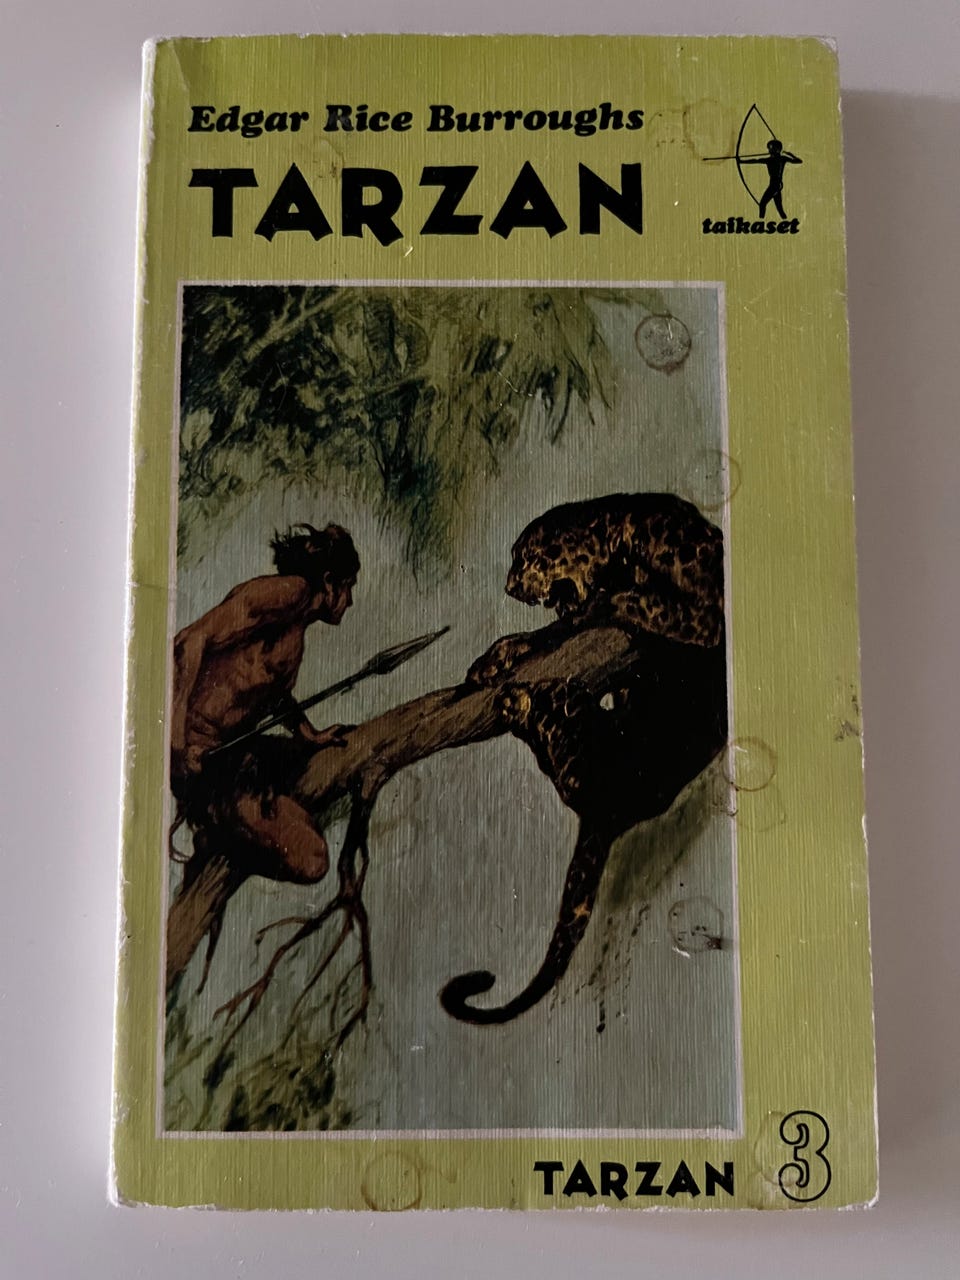 Edgar Rice Burroughs
TARZAN
taikaset
TARZAN 3